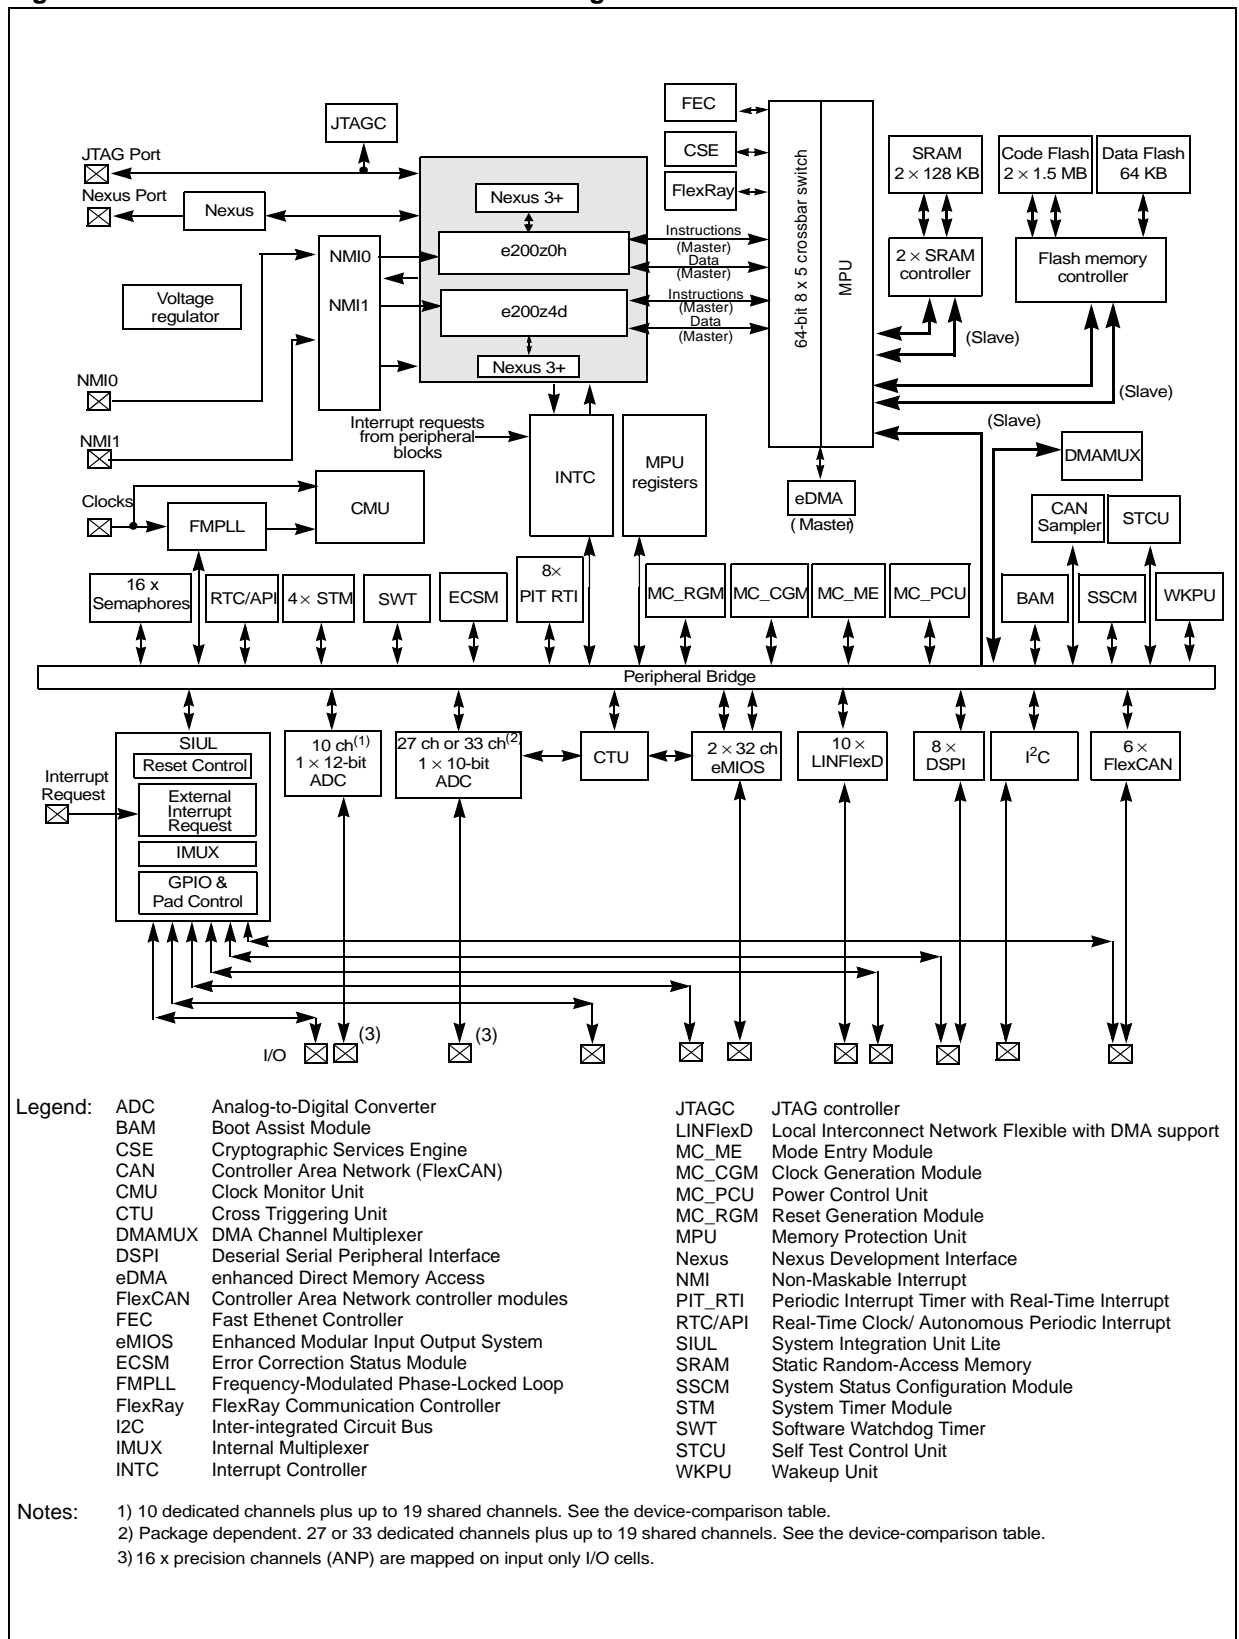 JTAGC
FEC
CSE
FlexRay
64-bit 8 x 5 crossbar switch
MPU
SRAM
2 × 128 KB
Code Flash
2 × 1.5 MB
Data Flash
64 KB
JTAG Port
Nexus Port
Nexus
Nexus 3+
e200z0h
e200z4d
Nexus 3+
NMI0
NMI1
Voltage
regulator
NMI0
NMI1
Instructions
(Master)
Data
(Master)
Instructions
(Master)
Data
(Master)
2 × SRAM
controller
Flash memory
controller
(Slave)
(Slave)
(Slave)
Interrupt requests
from peripheral
blocks
INTC
MPU
registers
eDMA
(Master)
DMAMUX
Clocks
FMPLL
CMU
CAN
Sampler
STCU
16 x
Semaphores
RTC/API
4× STM
SWT
ECSM
8×
PIT RTI
MC_RGM
MC_CGM
MC_ME
MC_PCU
BAM
SSCM
WKPU
Peripheral Bridge
SIUL
Reset Control
External
Interrupt
Request
IMUX
GPIO &
Pad Control
Interrupt
Request
10 ch(1)
1 × 12-bit
ADC
27 ch or 33 ch(2)
1 × 10-bit
ADC
CTU
2 × 32 ch
eMIOS
10 ×
LINFlexD
8 ×
DSPI
I2C
6 ×
FlexCAN
I/O
(3)
(3)
Legend:
ADC Analog-to-Digital Converter
BAM Boot Assist Module
CSE Cryptographic Services Engine
CAN Controller Area Network (FlexCAN)
CMU Clock Monitor Unit
CTU Cross Triggering Unit
DMAMUX DMA Channel Multiplexer
DSPI Deserial Serial Peripheral Interface
eDMA enhanced Direct Memory Access
FlexCAN Controller Area Network controller modules
FEC Fast Ethenet Controller
eMIOS Enhanced Modular Input Output System
ECSM Error Correction Status Module
FMPLL Frequency-Modulated Phase-Locked Loop
FlexRay FlexRay Communication Controller
I2C Inter-integrated Circuit Bus
IMUX Internal Multiplexer
INTC Interrupt Controller
JTAGC JTAG controller
LINFlexD Local Interconnect Network Flexible with DMA support
MC_ME Mode Entry Module
MC_CGM Clock Generation Module
MC_PCU Power Control Unit
MC_RGM Reset Generation Module
MPU Memory Protection Unit
Nexus Nexus Development Interface
NMI Non-Maskable Interrupt
PIT_RTI Periodic Interrupt Timer with Real-Time Interrupt
RTC/API Real-Time Clock/ Autonomous Periodic Interrupt
SIUL System Integration Unit Lite
SRAM Static Random-Access Memory
SSCM System Status Configuration Module
STM System Timer Module
SWT Software Watchdog Timer
STCU Self Test Control Unit
WKPU Wakeup Unit
Notes:
1) 10 dedicated channels plus up to 19 shared channels. See the device-comparison table.
2) Package dependent. 27 or 33 dedicated channels plus up to 19 shared channels. See the device-comparison table.
3) 16 x precision channels (ANP) are mapped on input only I/O cells.